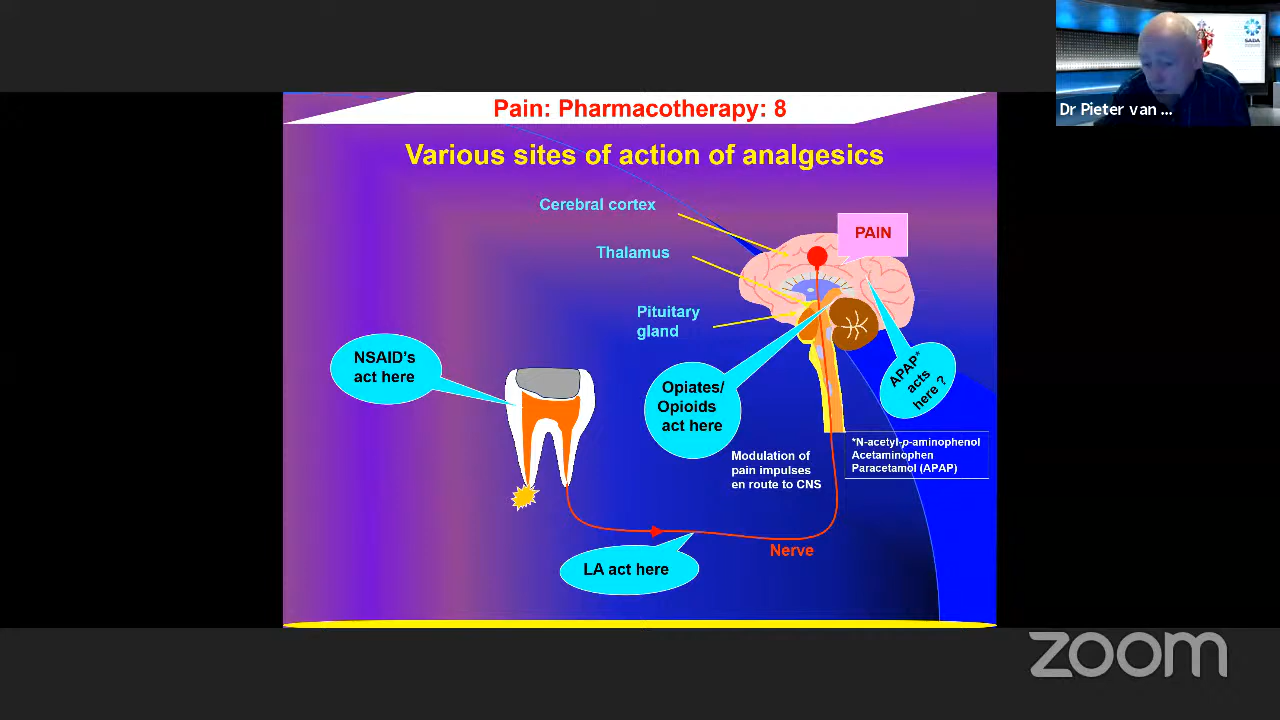 Dr Pieter van ...
SADA
Pain: Pharmacotherapy: 8
Various sites of action of analgesics
Cerebral cortex
PAIN
Thalamus
Pituitary
gland
NSAID's
act here
Opiates/
Opioids
act here
APAP*
acts
here ?
Modulation of
pain impulses
en route to CNS
*N-acetyl-p-aminophenol
Acetaminophen
Paracetamol (APAP)
Nerve
LA act here
zoom